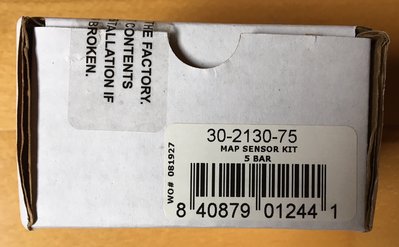 THE FACTORY.
CONTENTS
TALLATION IF
BROKEN.
30-2130-75
MAP SENSOR KIT
5 BAR
WO# 081927
8 40879 01244 1